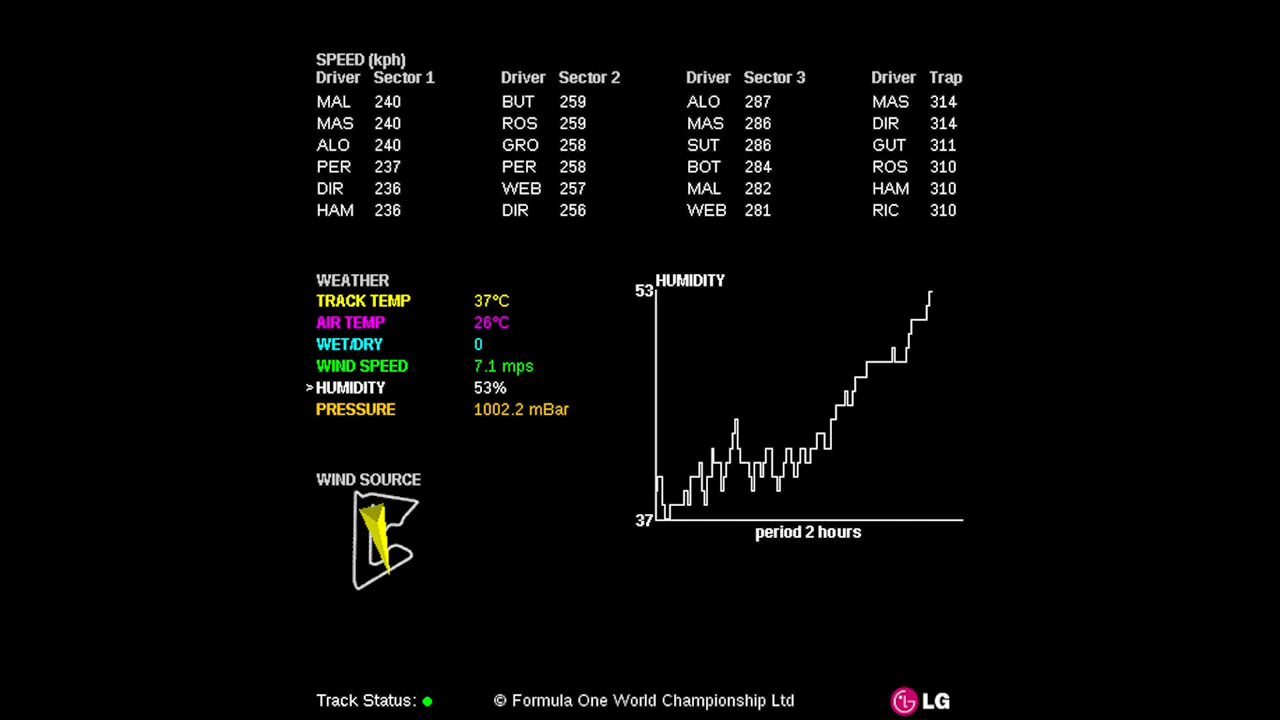 SPEED (kph)
Driver Sector 1 Driver Sector 2 Driver Sector 3 Driver Trap
MAL 240 BUT 259 ALO 287 MAS 314
MAS 240 ROS 259 MAS 286 DIR 314
ALO 240 GRO 258 SUT 286 GUT 311
PER 237 PER 258 BOT 284 ROS 310
DIR 236 WEB 257 MAL 282 HAM 310
HAM 236 DIR 256 WEB 281 RIC 310
WEATHER
TRACK TEMP 37°C
AIR TEMP 26°C
WET/DRY 0
WIND SPEED 7.1 mps
>HUMIDITY 53%
PRESSURE 1002.2 mBar
HUMIDITY
53
37
period 2 hours
WIND SOURCE
Track Status:
© Formula One World Championship Ltd
LG